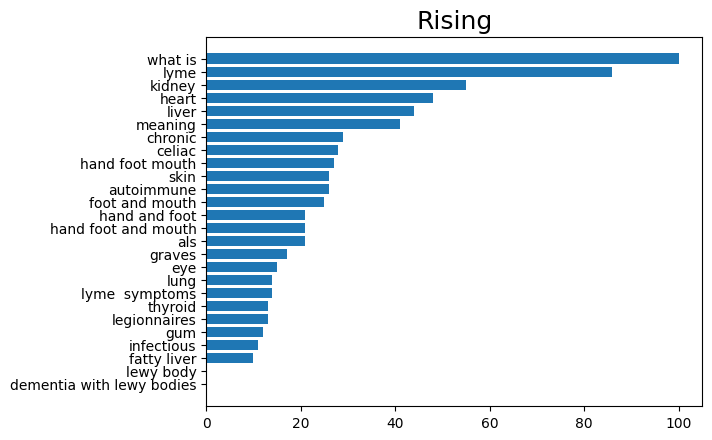 Rising
what is
lyme
kidney
heart
liver
meaning
chronic
celiac
hand foot mouth
skin
autoimmune
foot and mouth
hand and foot
hand foot and mouth
als
graves
eye
lung
lyme  symptoms
thyroid
legionnaires
gum
infectious
fatty liver
lewy body
dementia with lewy bodies
0 20 40 60 80 100